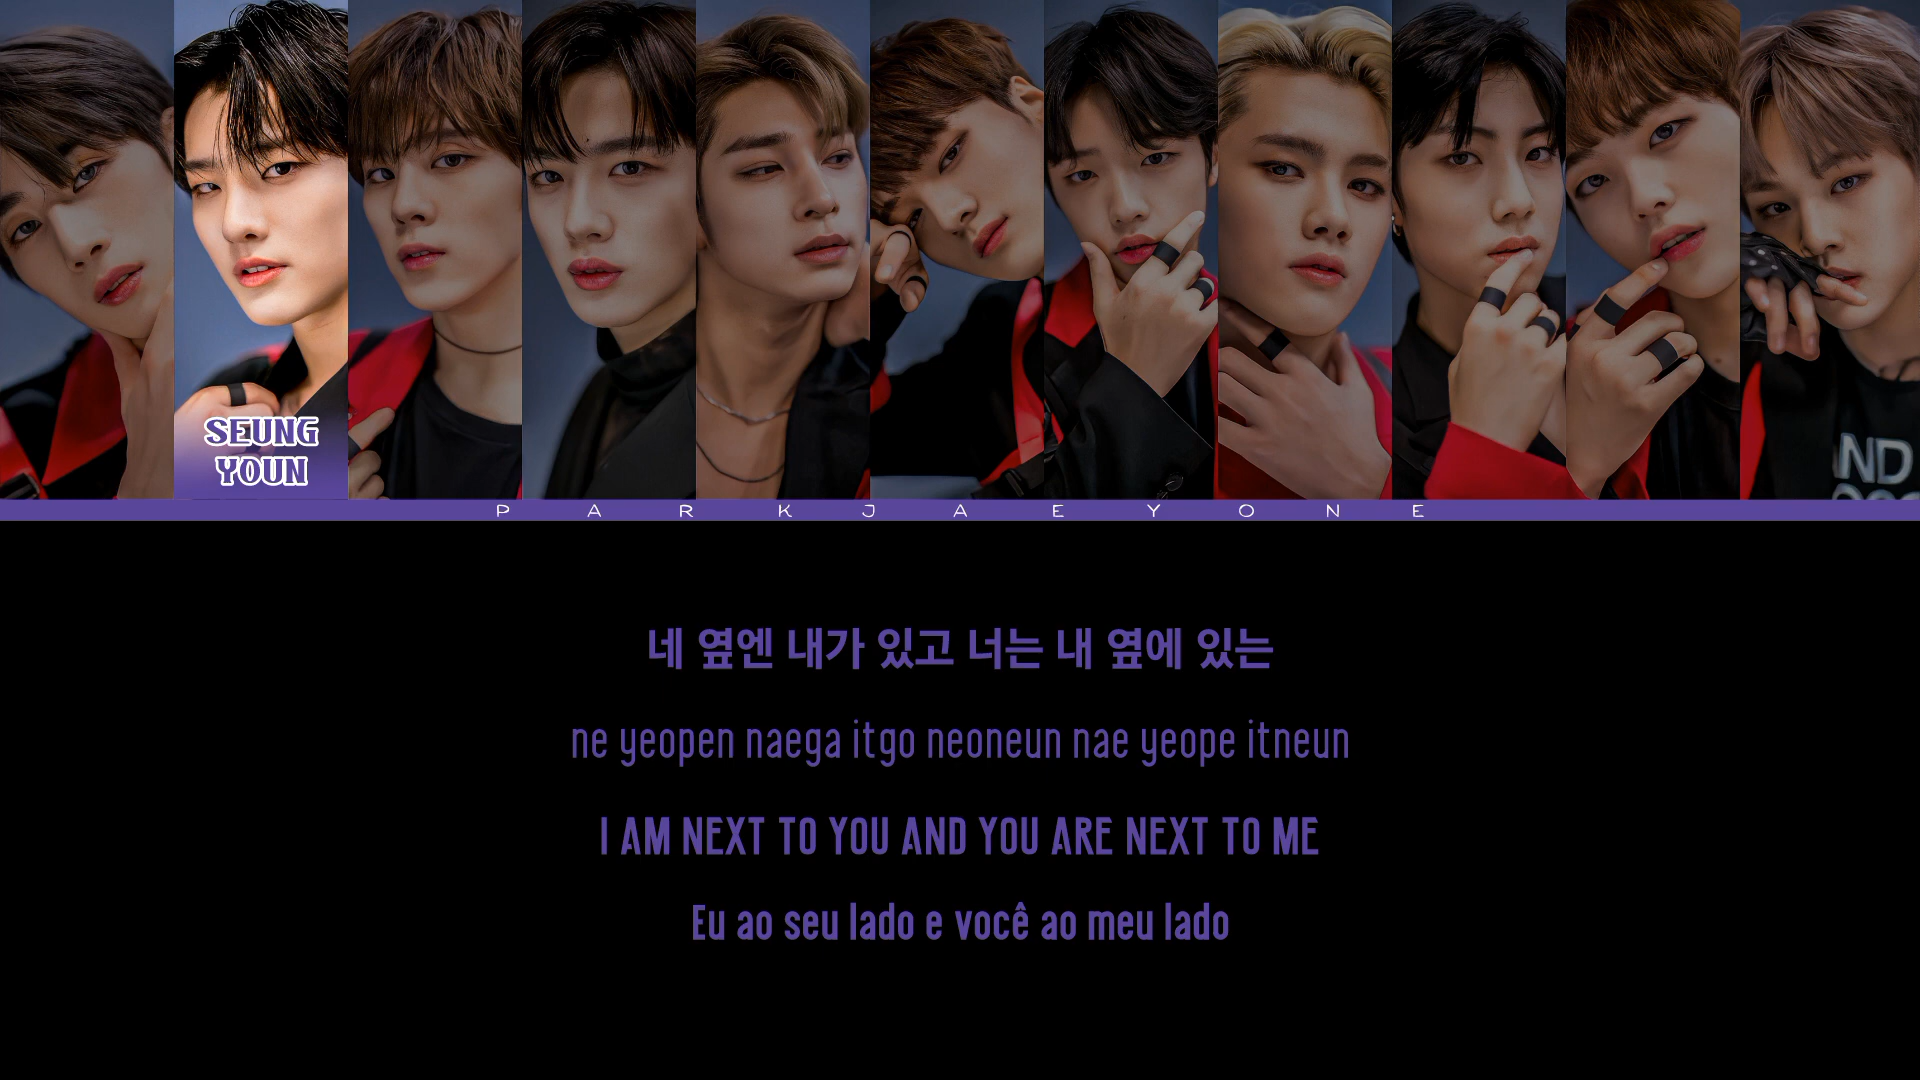 SEUNG
YOUN
PARKJAEYONE
네 옆엔 내가 있고 너는 내 옆에 있는
ne yeopen naega itgo neoneun nae yeope itneun
I AM NEXT TO YOU AND YOU ARE NEXT TO ME
Eu ao seu lado e você ao meu lado